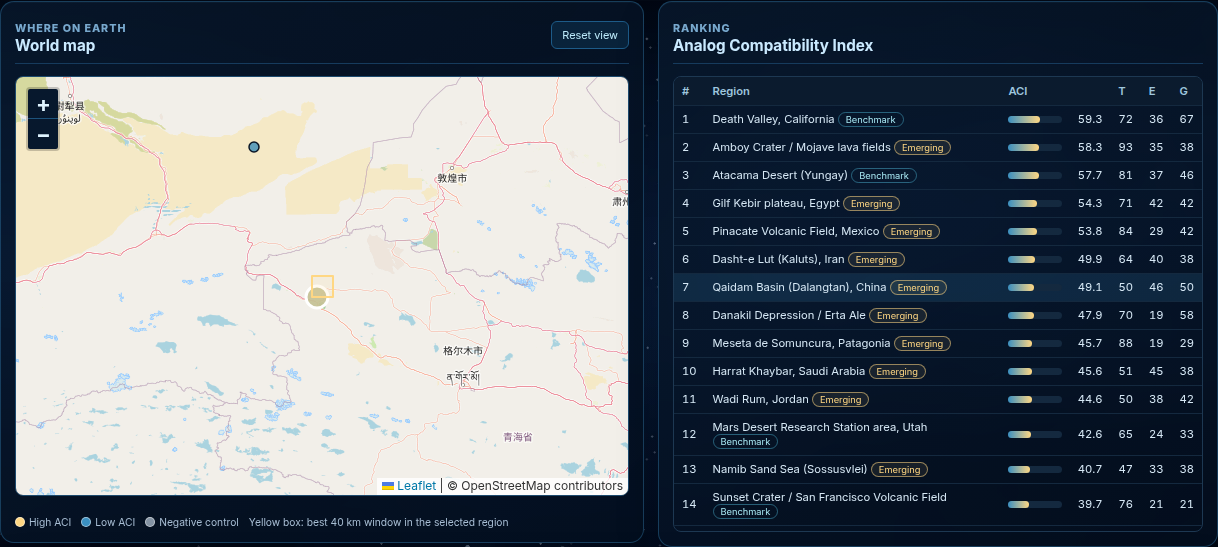 WHERE ON EARTH
World map
Reset view
+
−
敦煌市
格尔木市
青海省
Leaflet | © OpenStreetMap contributors
High ACI Low ACI Negative control Yellow box: best 40 km window in the selected region
RANKING
Analog Compatibility Index
# Region ACI T E G
1 Death Valley, California Benchmark 59.3 72 36 67
2 Amboy Crater / Mojave lava fields Emerging 58.3 93 35 38
3 Atacama Desert (Yungay) Benchmark 57.7 81 37 46
4 Gilf Kebir plateau, Egypt Emerging 54.3 71 42 42
5 Pinacate Volcanic Field, Mexico Emerging 53.8 84 29 42
6 Dasht-e Lut (Kaluts), Iran Emerging 49.9 64 40 38
7 Qaidam Basin (Dalangtan), China Emerging 49.1 50 46 50
8 Danakil Depression / Erta Ale Emerging 47.9 70 19 58
9 Meseta de Somuncura, Patagonia Emerging 45.7 88 19 29
10 Harrat Khaybar, Saudi Arabia Emerging 45.6 51 45 38
11 Wadi Rum, Jordan Emerging 44.6 50 38 42
12 Mars Desert Research Station area, Utah 42.6 65 24 33
Benchmark
13 Namib Sand Sea (Sossusvlei) Emerging 40.7 47 33 38
14 Sunset Crater / San Francisco Volcanic Field 39.7 76 21 21
Benchmark